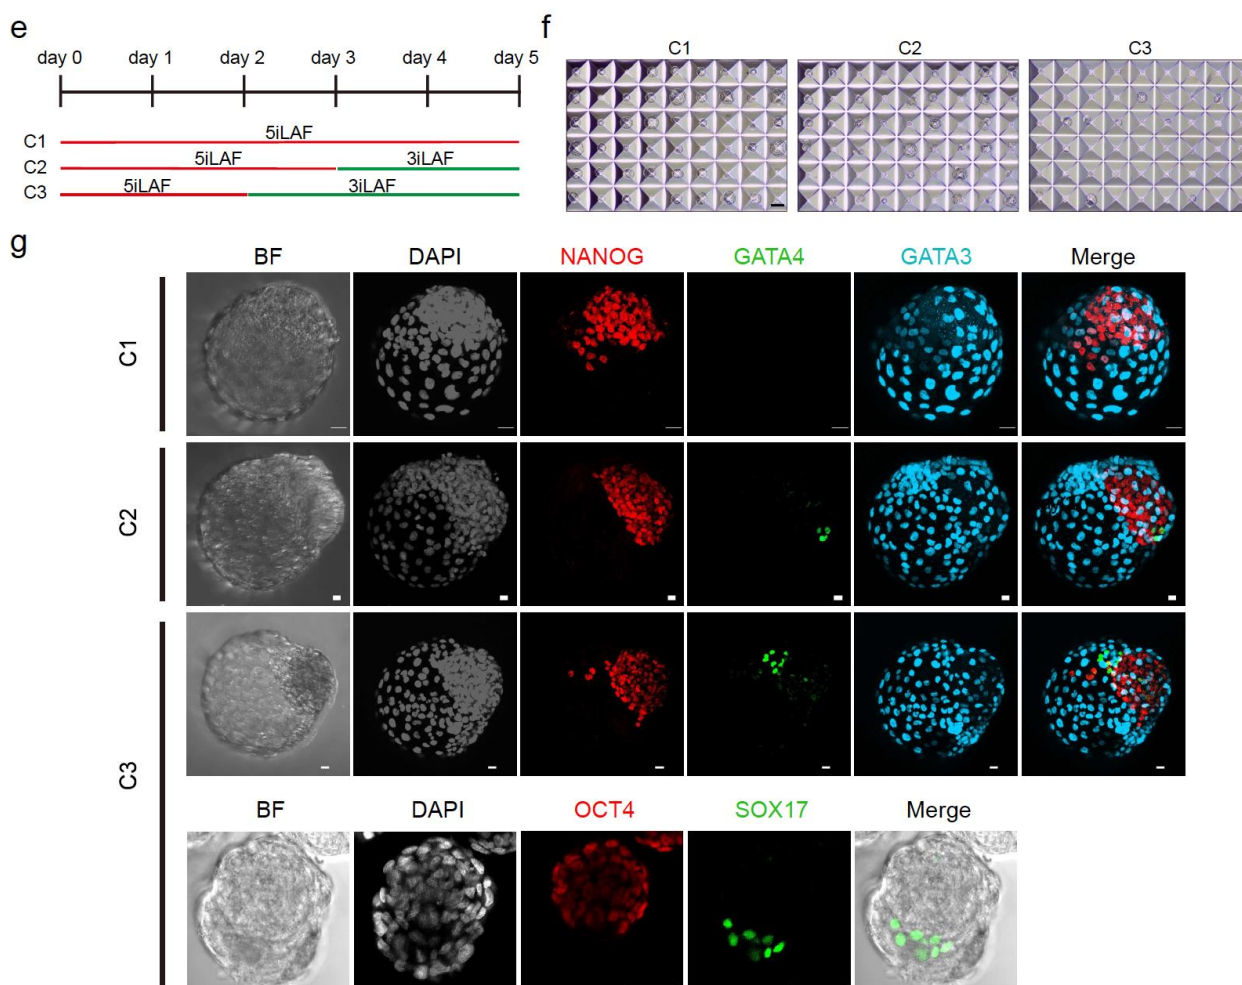 e
day 0 day 1 day 2 day 3 day 4 day 5
C1 5iLAF
C2 5iLAF 3iLAF
C3 5iLAF 3iLAF
f
C1 C2 C3
g
BF DAPI NANOG GATA4 GATA3 Merge
C1
C2
C3
BF DAPI OCT4 SOX17 Merge